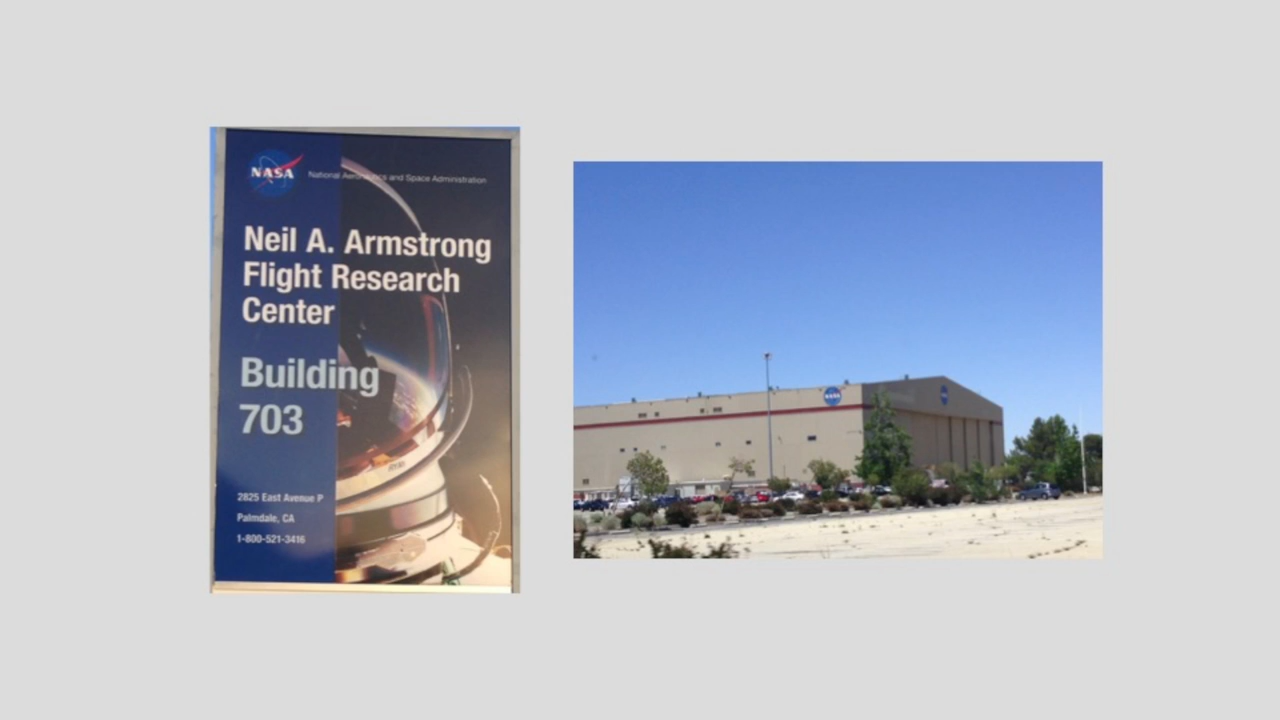 NASA
National Aeronautics and Space Administration
Neil A. Armstrong
Flight Research
Center
Building
703
2825 East Avenue P
Palmdale, CA
1-800-521-3416
NASA